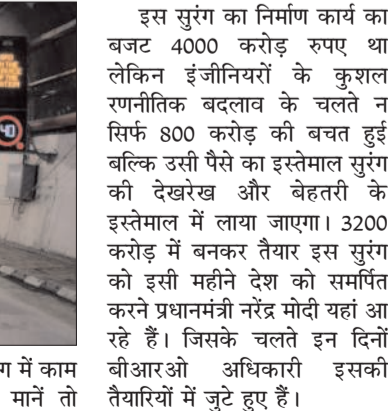 इस सुरंग का निर्माण कार्य का
बजट 4000 करोड़ रुपए था
लेकिन इंजीनियरों के कुशल
रणनीतिक बदलाव के चलते न
सिर्फ 800 करोड़ की बचत हुई
बल्कि उसी पैसे का इस्तेमाल सुरंग
की देखरेख और बेहतरी के
इस्तेमाल में लाया जाएगा। 3200
करोड़ में बनकर तैयार इस सुरंग
को इसी महीने देश को समर्पित
करने प्रधानमंत्री नरेंद्र मोदी यहां आ
रहे हैं। जिसके चलते इन दिनों
बीआरओ अधिकारी इसकी
तैयारियों में जुटे हुए हैं।
40
में काम
मानें तो